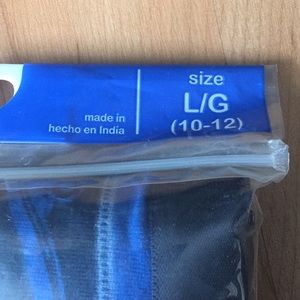 size
L/G
(10-12)
made in
hecho en India